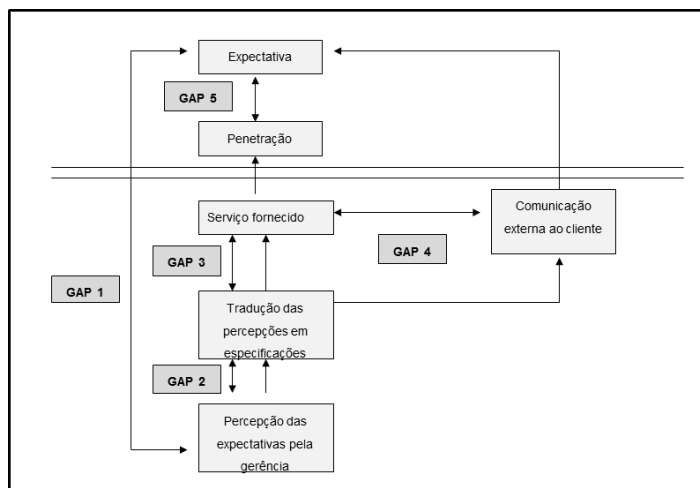 Expectativa
GAP 5
Penetração
Serviço fornecido
Comunicação
externa ao cliente
GAP 4
GAP 3
GAP 1
Tradução das
percepções em
especificações
GAP 2
Percepção das
expectativas pela
gerência